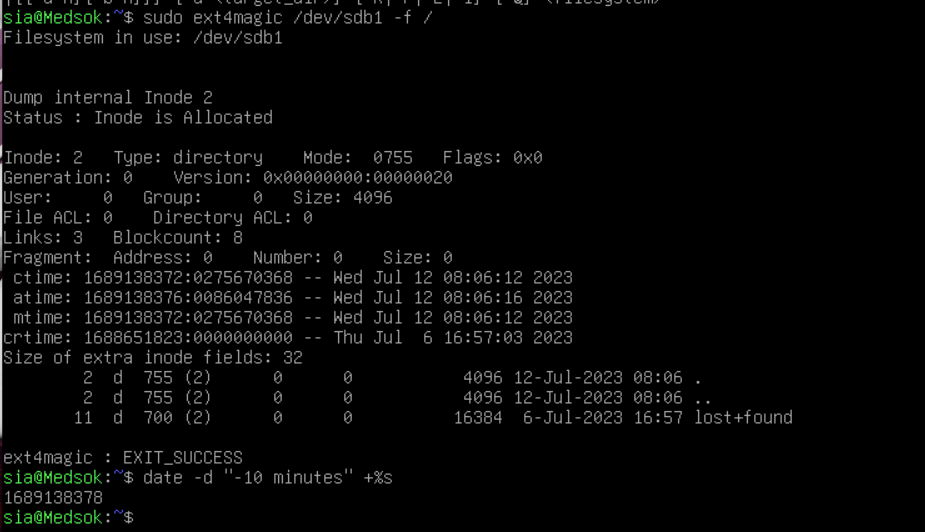 sia@Medsok:~$ sudo ext4magic /dev/sdb1 -f /
Filesystem in use: /dev/sdb1
Dump internal Inode 2
Status : Inode is Allocated
Inode: 2   Type: directory    Mode:  0755   Flags: 0x0
Generation: 0    Version: 0x00000000:00000020
User:     0   Group:     0   Size: 4096
File ACL: 0    Directory ACL: 0
Links: 3   Blockcount: 8
Fragment:  Address: 0    Number: 0    Size: 0
 ctime: 1689138372:0275670368 -- Wed Jul 12 08:06:12 2023
 atime: 1689138376:0086047836 -- Wed Jul 12 08:06:16 2023
 mtime: 1689138372:0275670368 -- Wed Jul 12 08:06:12 2023
crtime: 1688651823:0000000000 -- Thu Jul  6 16:57:03 2023
Size of extra inode fields: 32
       2  d  755 (2)      0      0         4096 12-Jul-2023 08:06 .
       2  d  755 (2)      0      0         4096 12-Jul-2023 08:06 ..
      11  d  700 (2)      0      0        16384  6-Jul-2023 16:57 lost+found
ext4magic : EXIT_SUCCESS
sia@Medsok:~$ date -d "-10 minutes" +%s
1689138378
sia@Medsok:~$